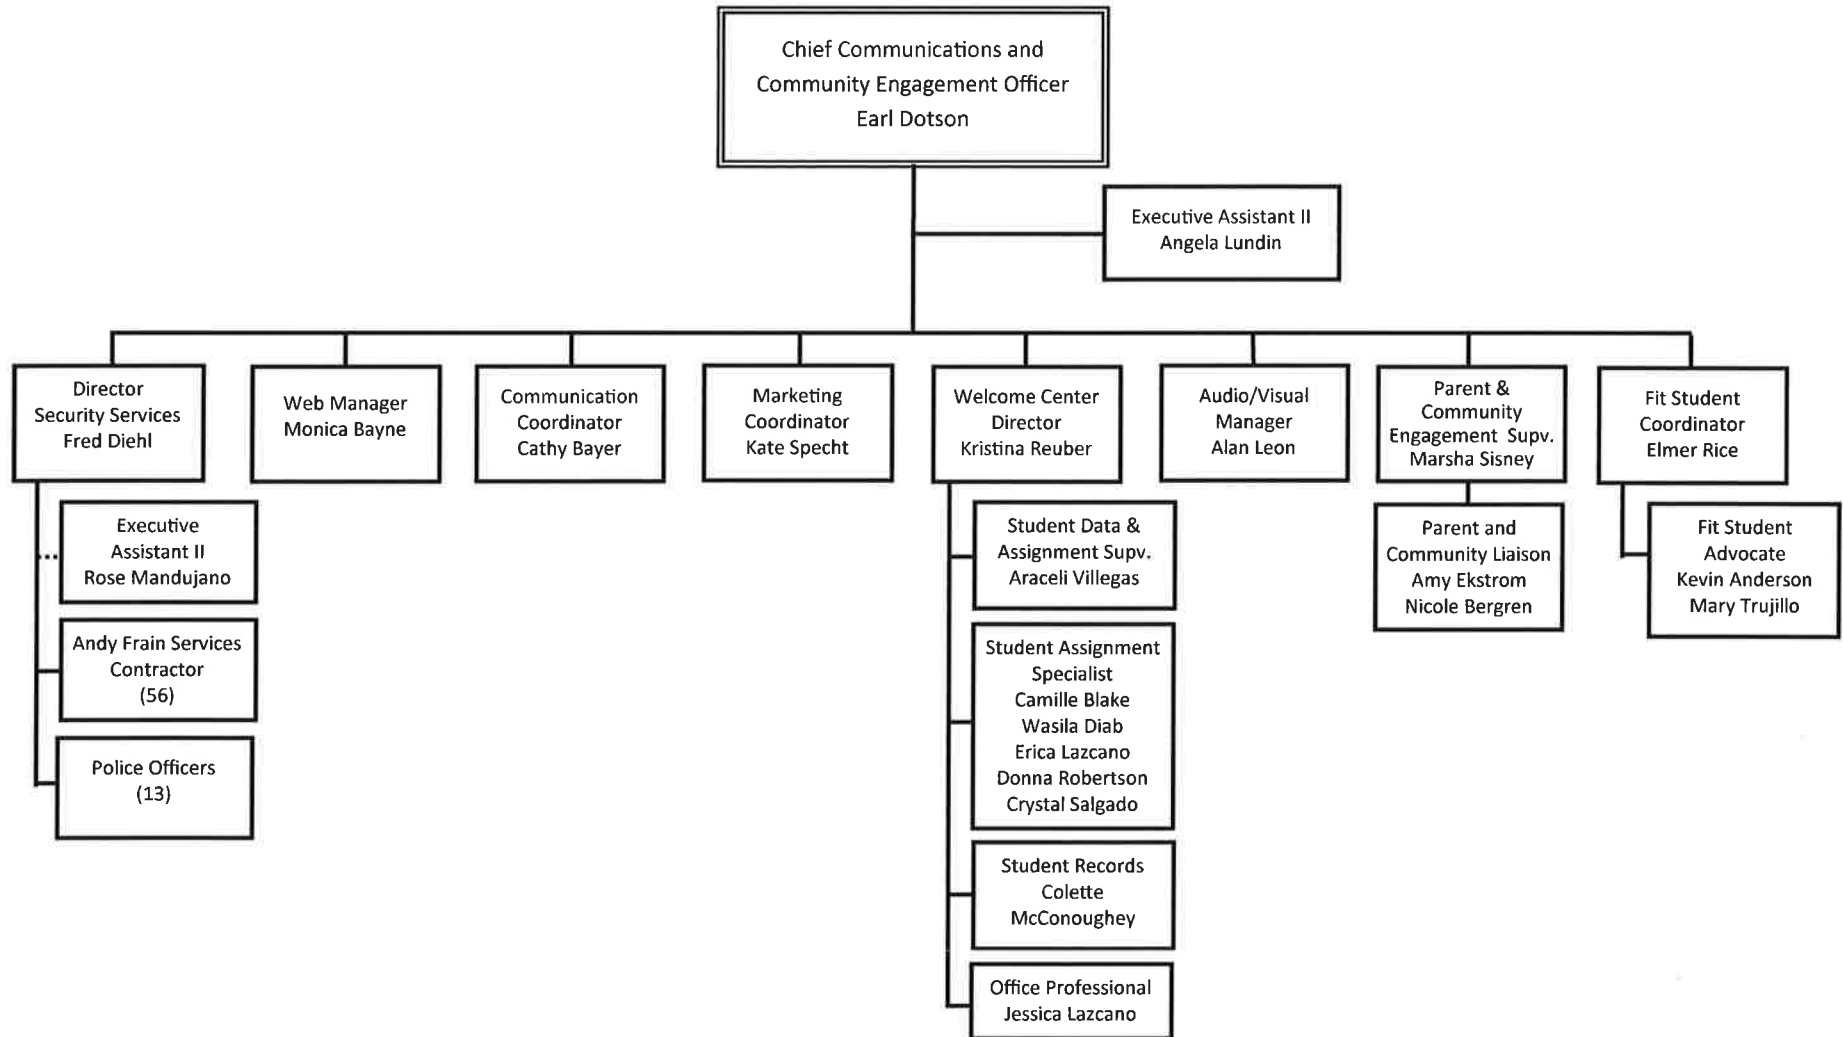 Chief Communications and
Community Engagement Officer
Earl Dotson
Executive Assistant II
Angela Lundin
Director
Security Services
Fred Diehl
Web Manager
Monica Bayne
Communication
Coordinator
Cathy Bayer
Marketing
Coordinator
Kate Specht
Welcome Center
Director
Kristina Reuber
Audio/Visual
Manager
Alan Leon
Parent &
Community
Engagement Supv.
Marsha Sisney
Fit Student
Coordinator
Elmer Rice
Executive
Assistant II
Rose Mandujano
Andy Frain Services
Contractor
(56)
Police Officers
(13)
Student Data &
Assignment Supv.
Araceli Villegas
Student Assignment
Specialist
Camille Blake
Wasila Diab
Erica Lazcano
Donna Robertson
Crystal Salgado
Student Records
Colette
McConoughey
Office Professional
Jessica Lazcano
Parent and
Community Liaison
Amy Ekstrom
Nicole Bergren
Fit Student
Advocate
Kevin Anderson
Mary Trujillo